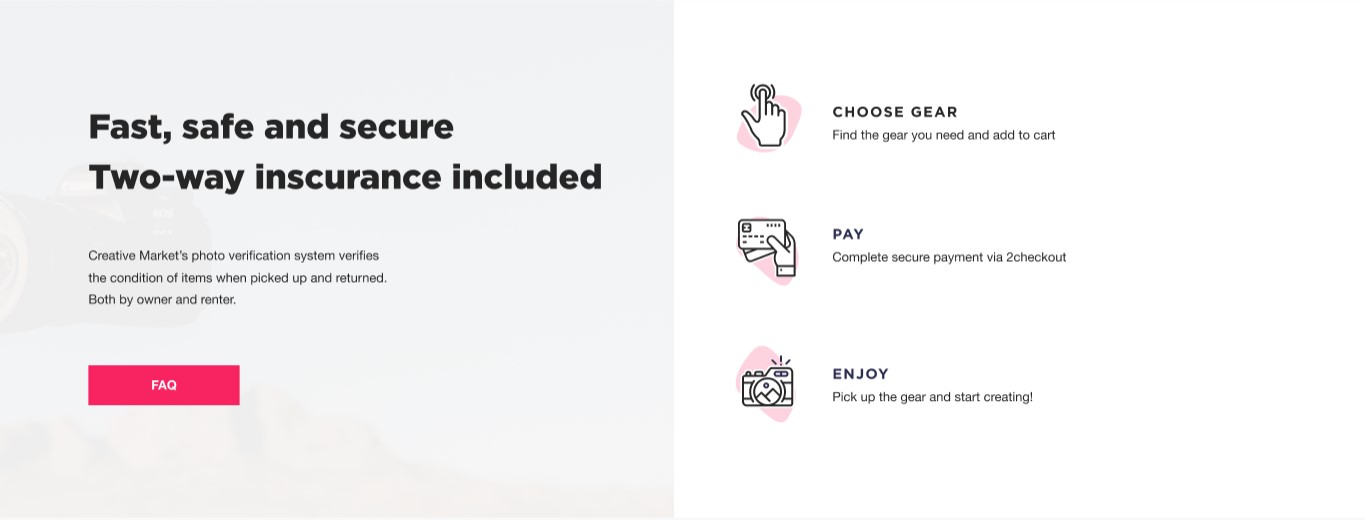 Fast, safe and secure
Two-way inscurance included
Creative Market's photo verification system verifies
the condition of items when picked up and returned.
Both by owner and renter.
FAQ
CHOOSE GEAR
Find the gear you need and add to cart
PAY
Complete secure payment via 2checkout
ENJOY
Pick up the gear and start creating!